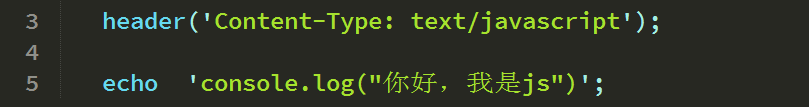 3 header('Content-Type: text/javascript');
4
5 echo  'console.log("你好，我是js")';